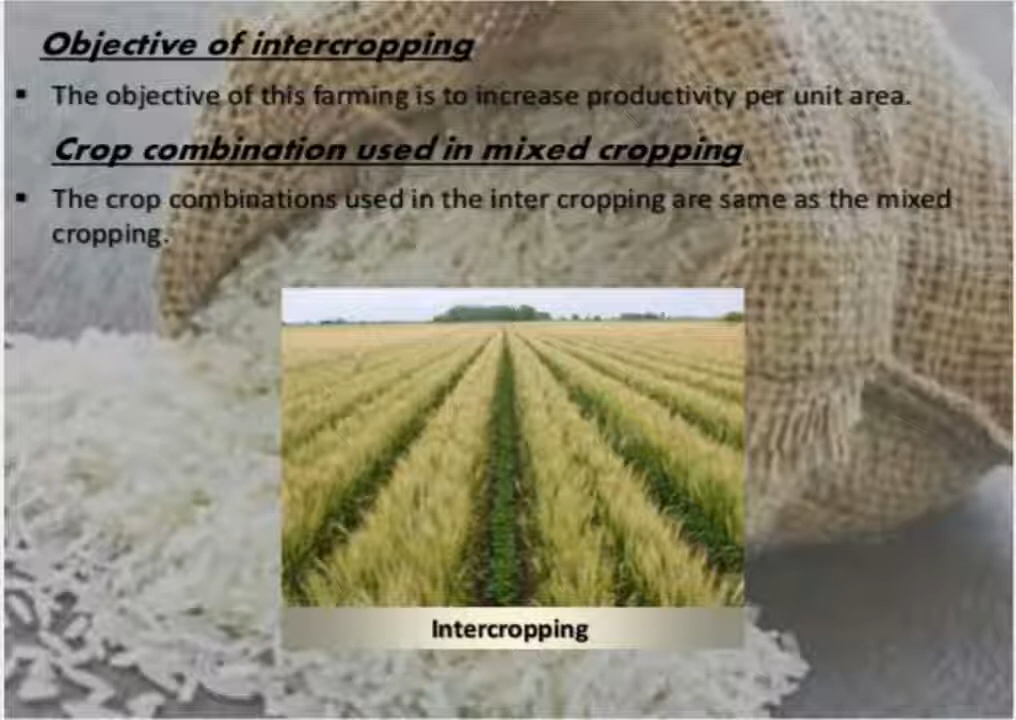 Objective of intercropping
▪ The objective of this farming is to increase productivity per unit area.
Crop combination used in mixed cropping
▪ The crop combinations used in the inter cropping are same as the mixed
cropping.
Intercropping